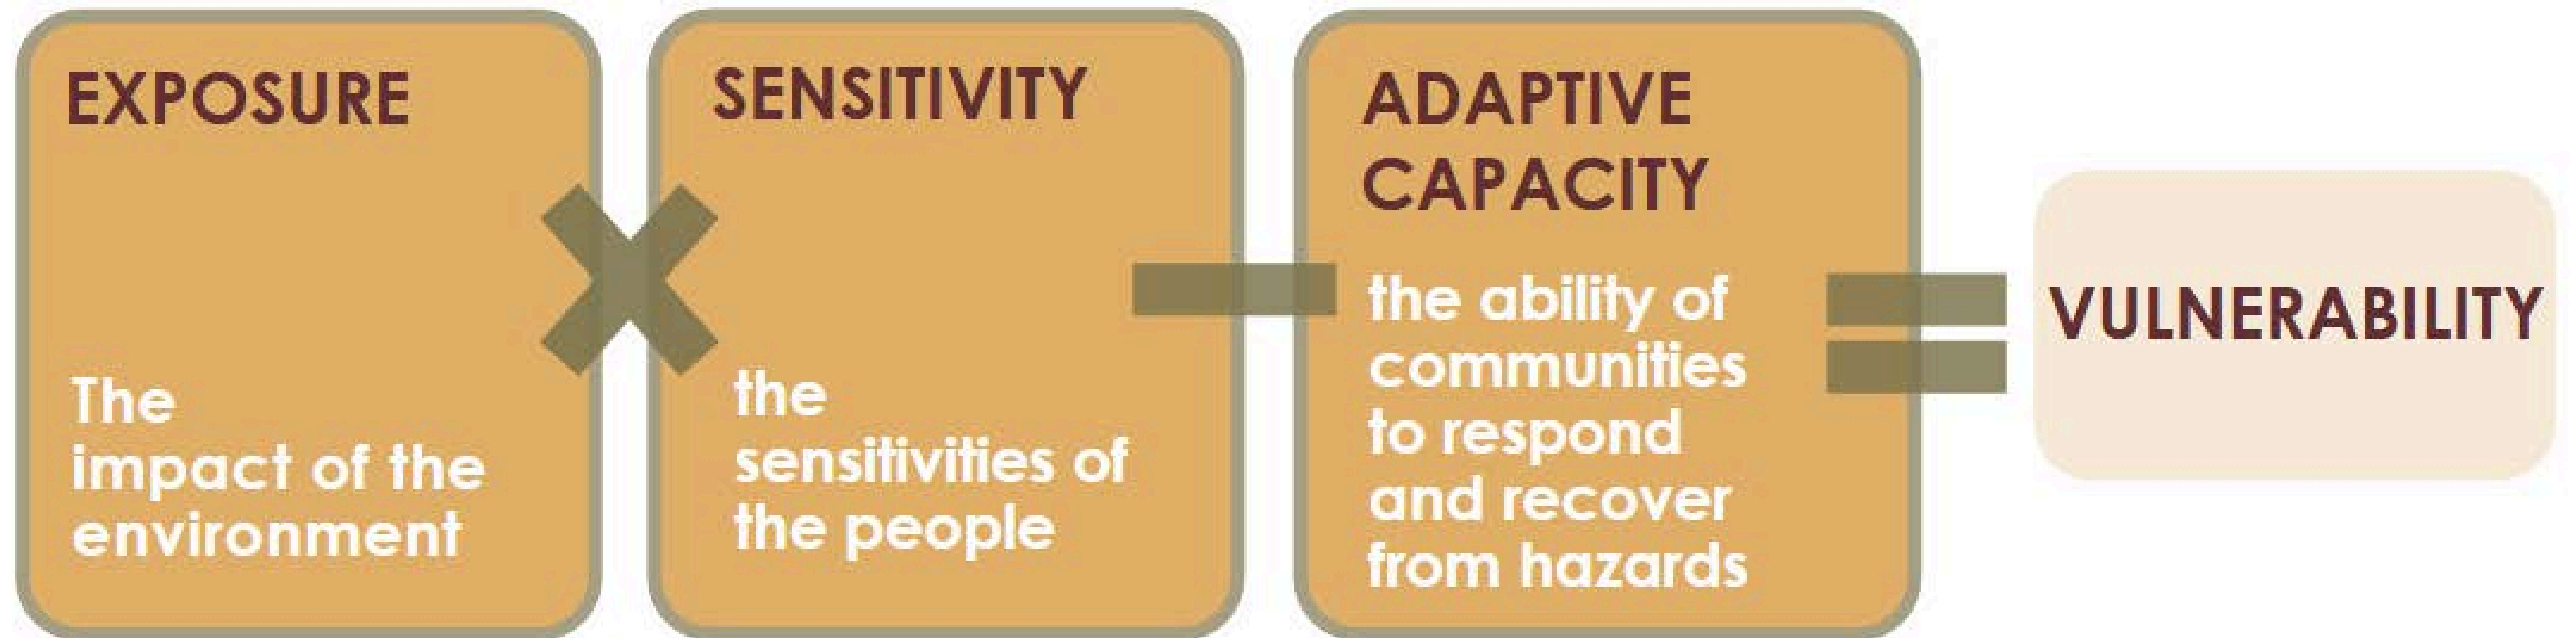 EXPOSURE
The
impact of the
environment
SENSITIVITY
the
sensitivities of
the people
ADAPTIVE
CAPACITY
the ability of
communities
to respond
and recover
from hazards
VULNERABILITY